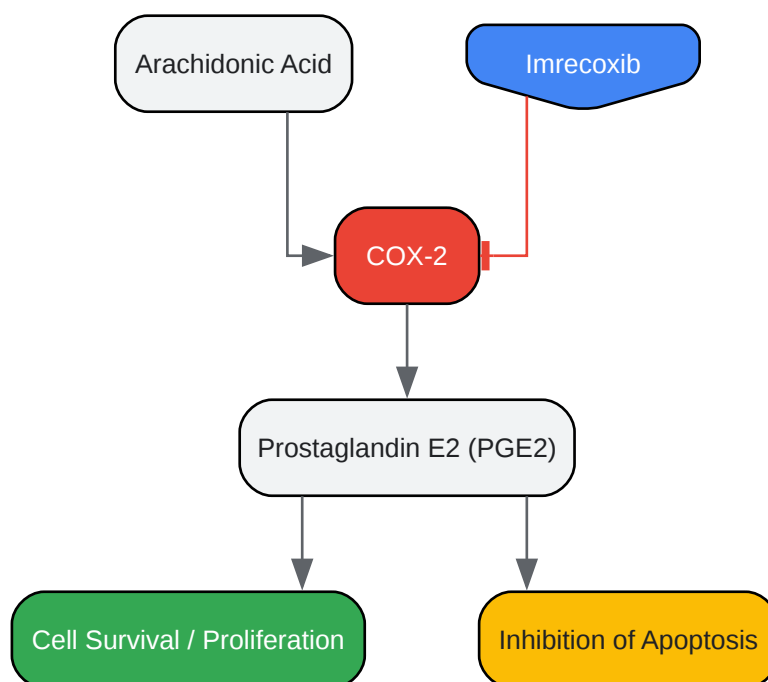 Arachidonic Acid
Imrecoxib
COX-2
Prostaglandin E2 (PGE2)
Cell Survival / Proliferation
Inhibition of Apoptosis